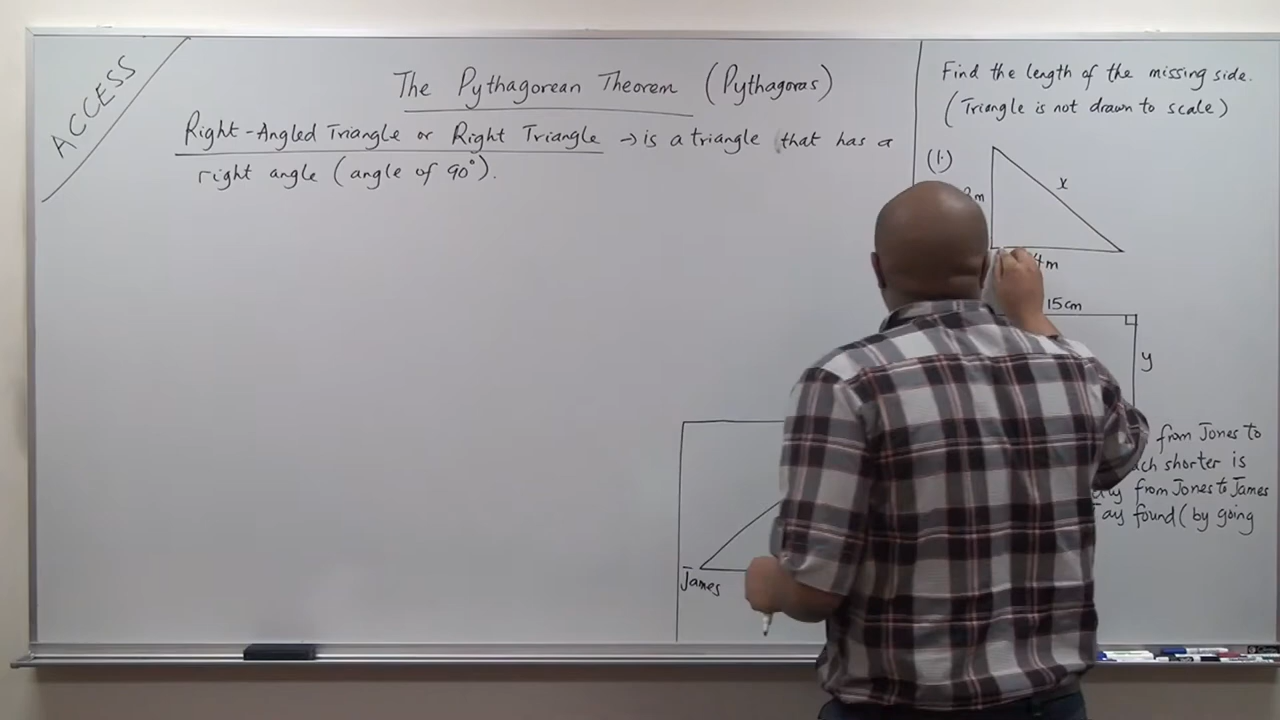 ACCESS
The Pythagorean Theorem (Pythagoras)
Right-Angled Triangle or Right Triangle → is a triangle that has a
right angle (angle of 90°).
Find the length of the missing side.
(Triangle is not drawn to scale)
(1.)
x
m
4m
15cm
y
from Jones to
shorter is
from Jones to James
found (by going
James